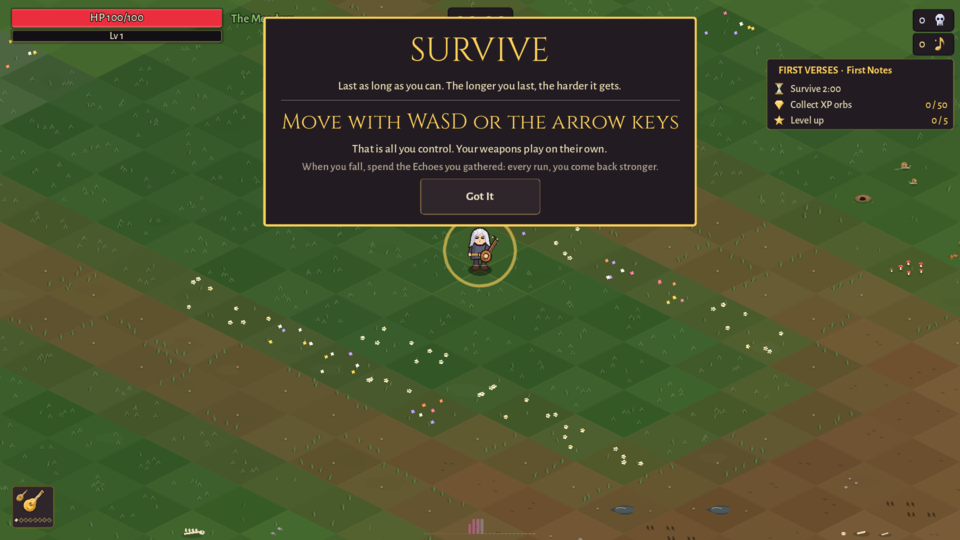 HP 100/100
The Me
Lv 1
0
0
SURVIVE
Last as long as you can. The longer you last, the harder it gets.
MOVE WITH WASD OR THE ARROW KEYS
That is all you control. Your weapons play on their own.
When you fall, spend the Echoes you gathered: every run, you come back stronger.
Got It
FIRST VERSES · First Notes
Survive 2:00
Collect XP orbs 0/50
Level up 0/5